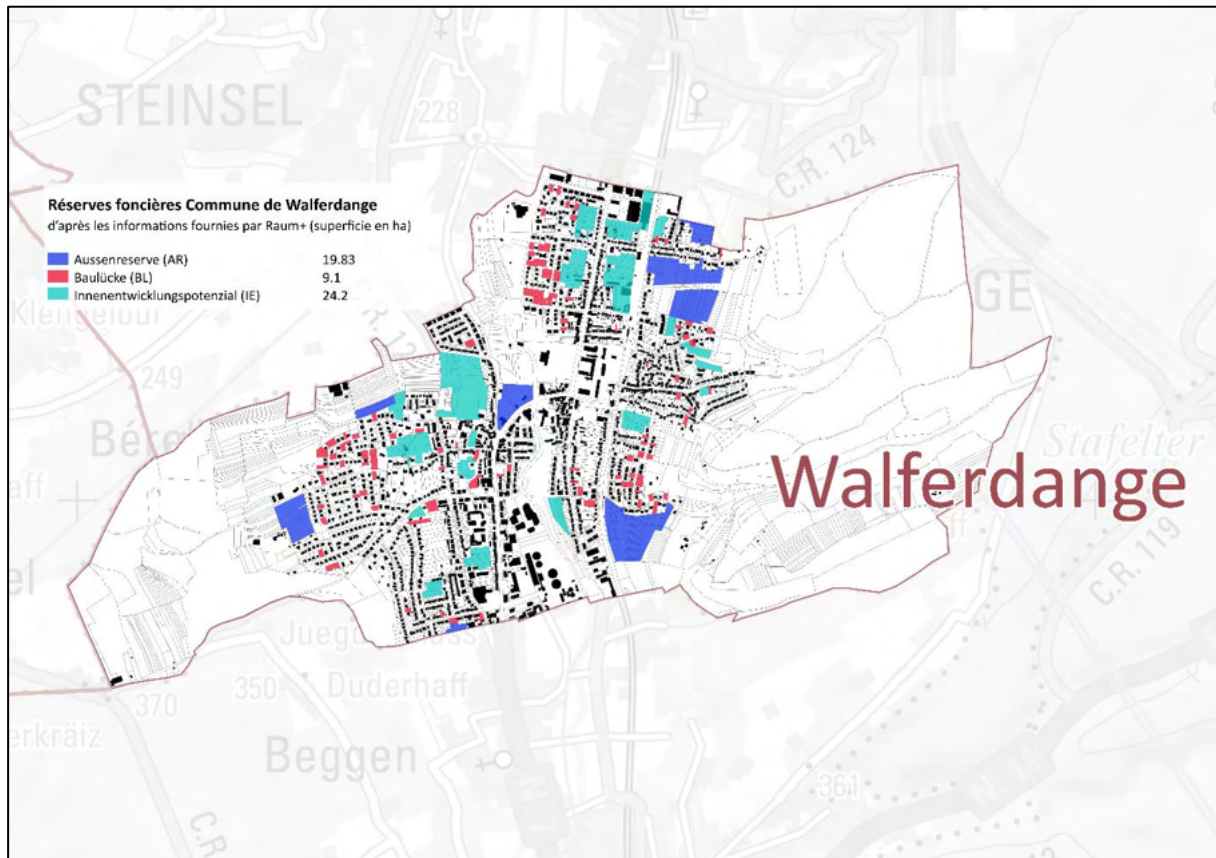 STEINSEL
228
C.R. 124
Réserves foncières Commune de Walferdange
d'après les informations fournies par Raum+ (superficie en ha)
Aussenreserve (AR) 19.83
Baulücke (BL) 9.1
Innenentwicklungspotenzial (IE) 24.2
GE
249
Stafelter
Walferdange
C.R. 119
350
Duderhaff
370
erkräiz
Beggen
361
C.R.